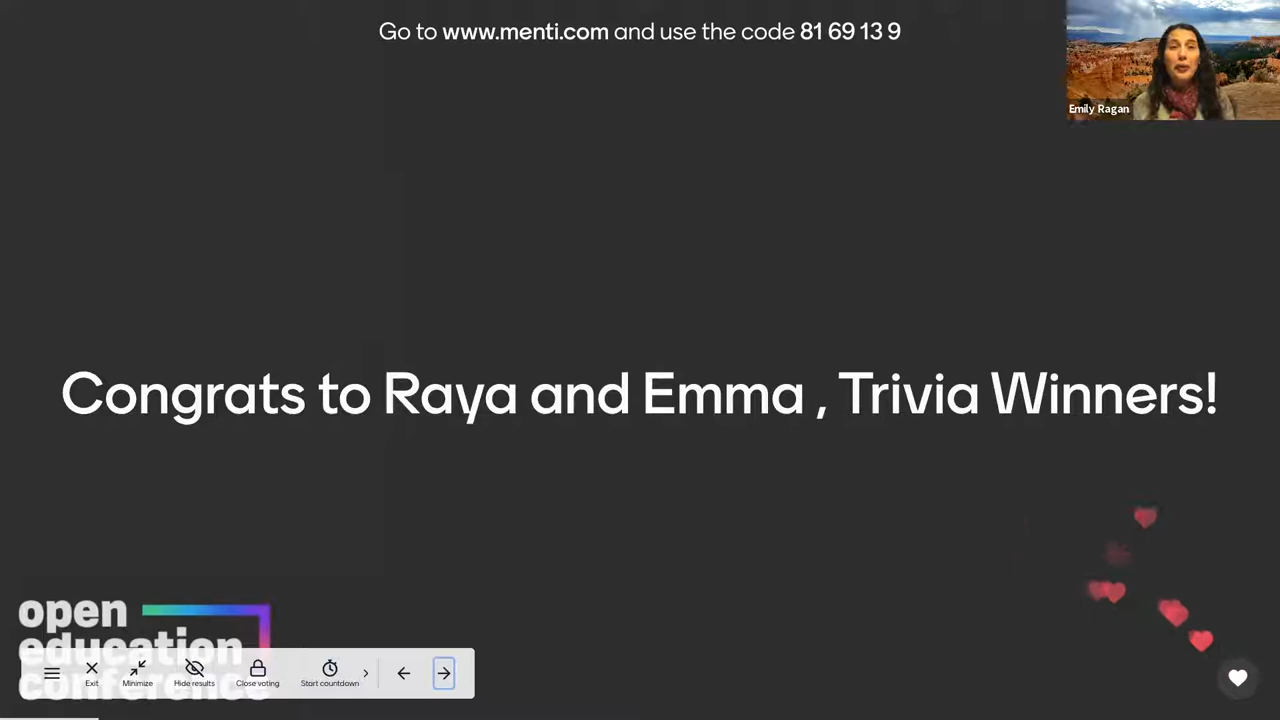 Go to www.menti.com and use the code 81 69 13 9
Emily Ragan
Congrats to Raya and Emma , Trivia Winners!
open
education
conference
Exit
Minimize
Hide results
Close voting
Start countdown